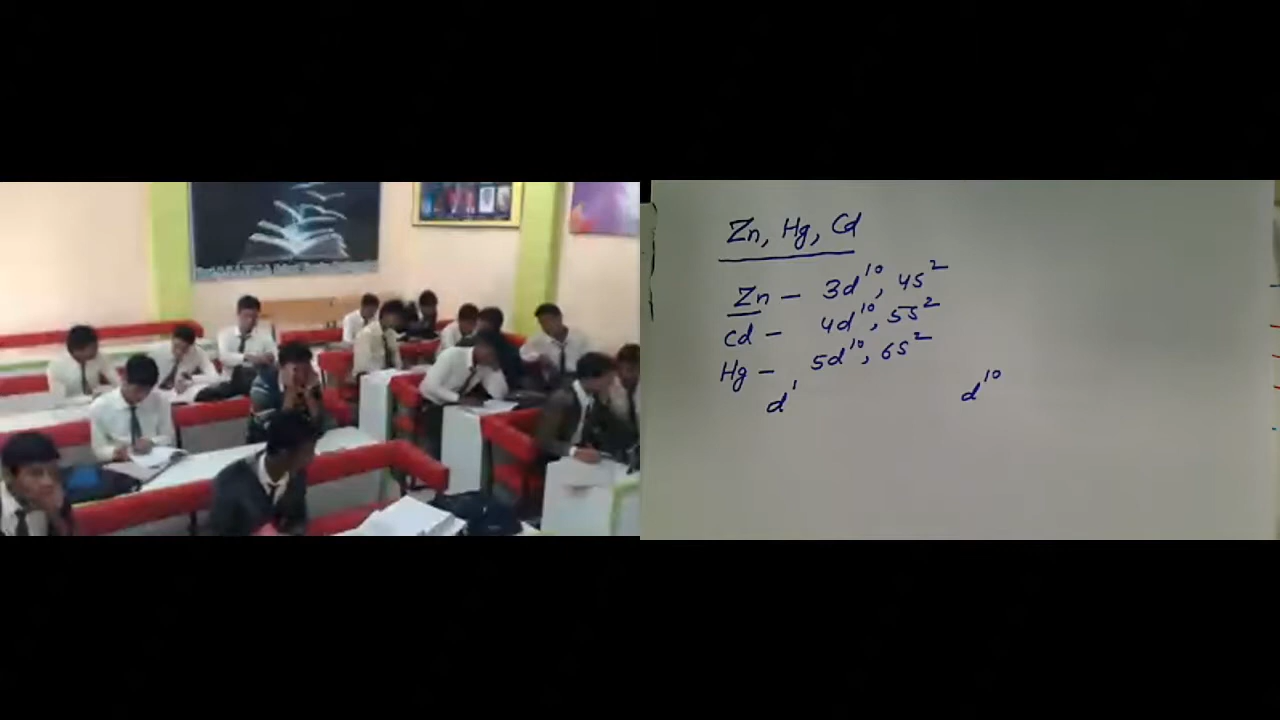 Zn, Hg, Cd
Zn – 3d¹⁰, 4s²
Cd – 4d¹⁰, 5s²
Hg – 5d¹⁰, 6s²
d¹ d¹⁰